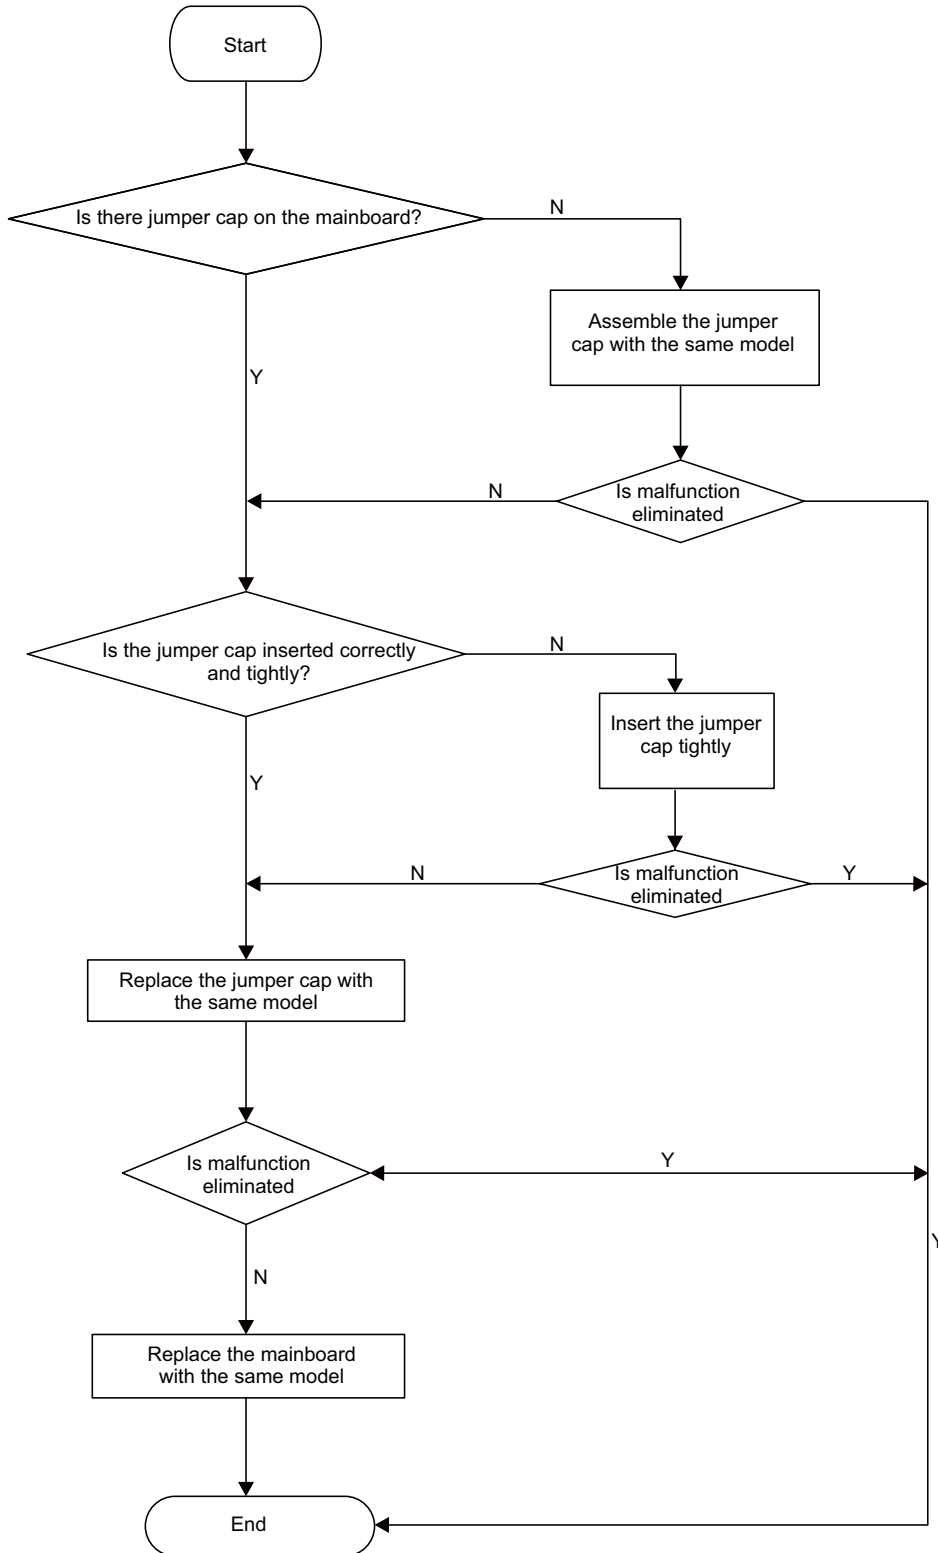 Start
Is there jumper cap on the mainboard?
N
Assemble the jumper
cap with the same model
Y
N
Is malfunction
eliminated
Is the jumper cap inserted correctly
and tightly?
N
Insert the jumper
cap tightly
Y
N
Is malfunction
eliminated
Y
Replace the jumper cap with
the same model
Is malfunction
eliminated
Y
Y
N
Replace the mainboard
with the same model
End